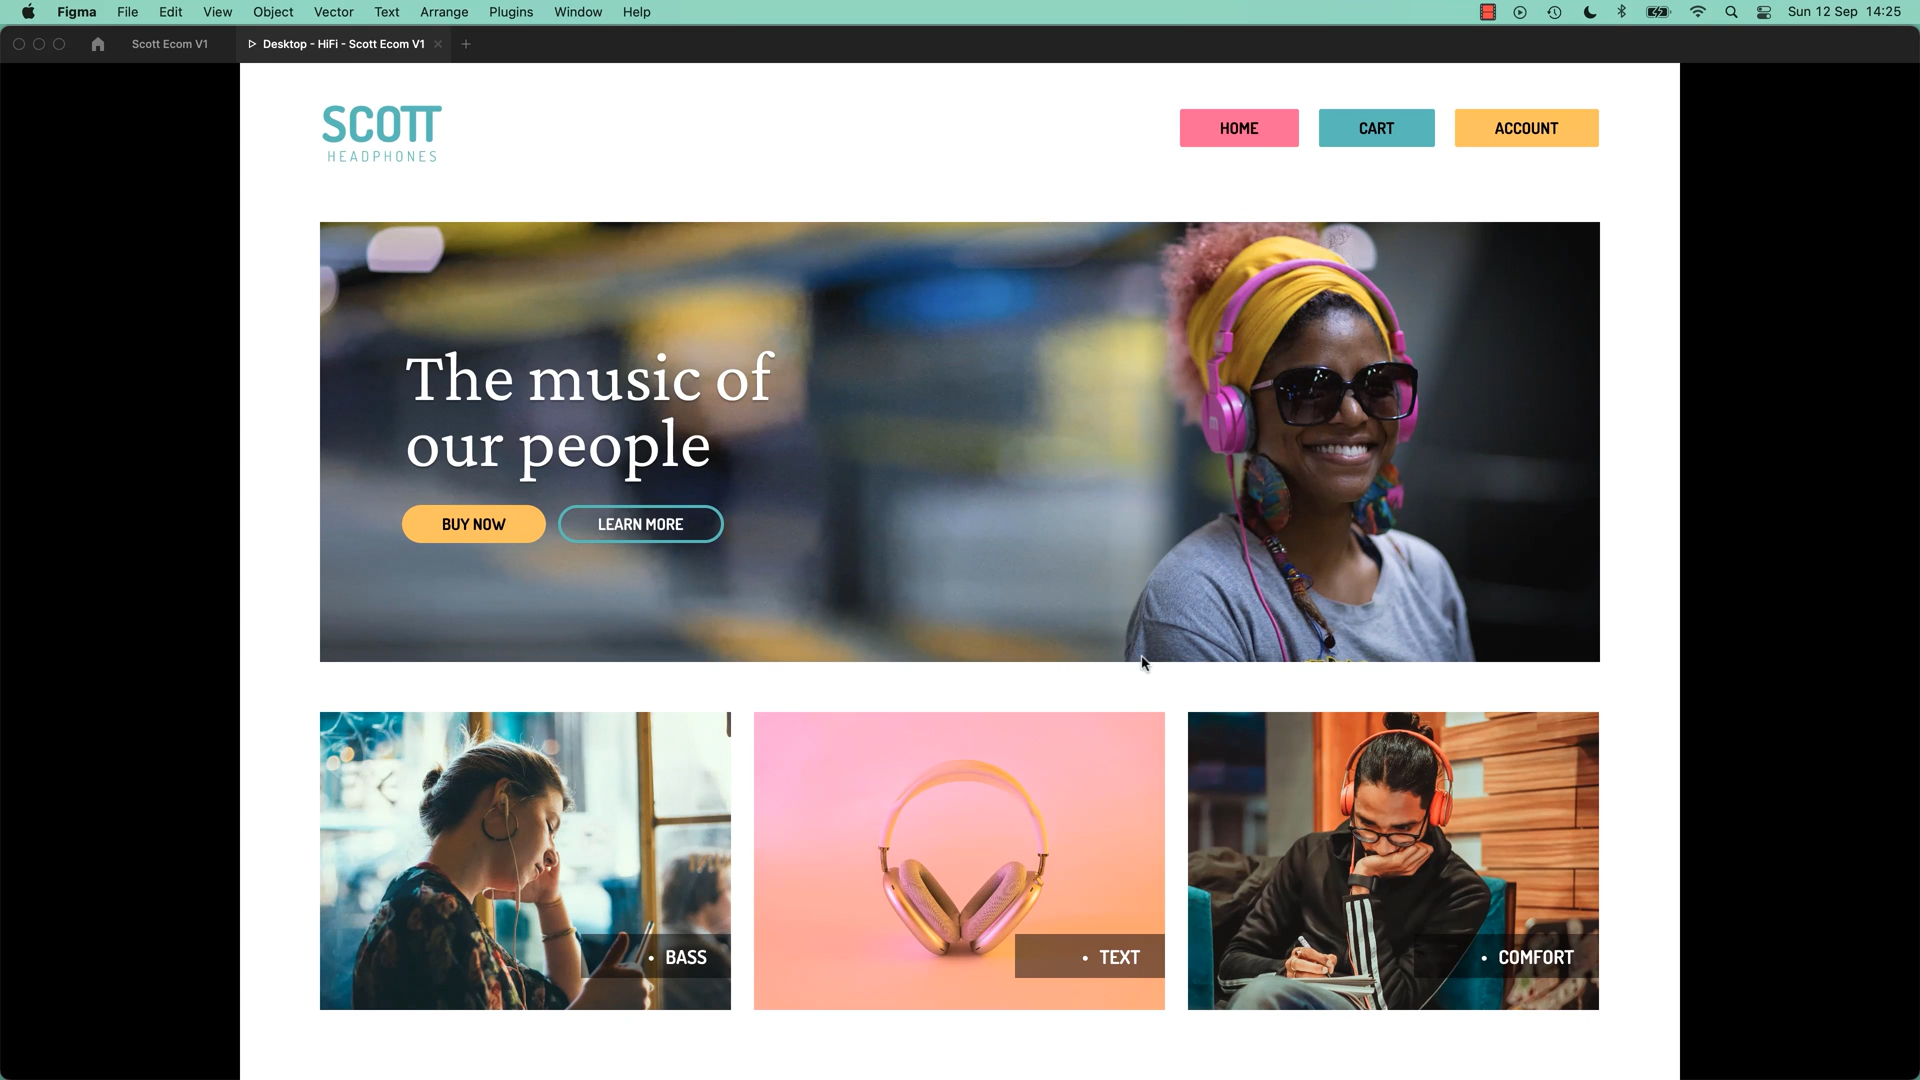 Figma File Edit View Object Vector Text Arrange Plugins Window Help Sun 12 Sep 14:25
Scott Ecom V1 Desktop - HiFi - Scott Ecom V1
SCOTT
HEADPHONES
HOME CART ACCOUNT
The music of
our people
BUY NOW LEARN MORE
• BASS • TEXT • COMFORT